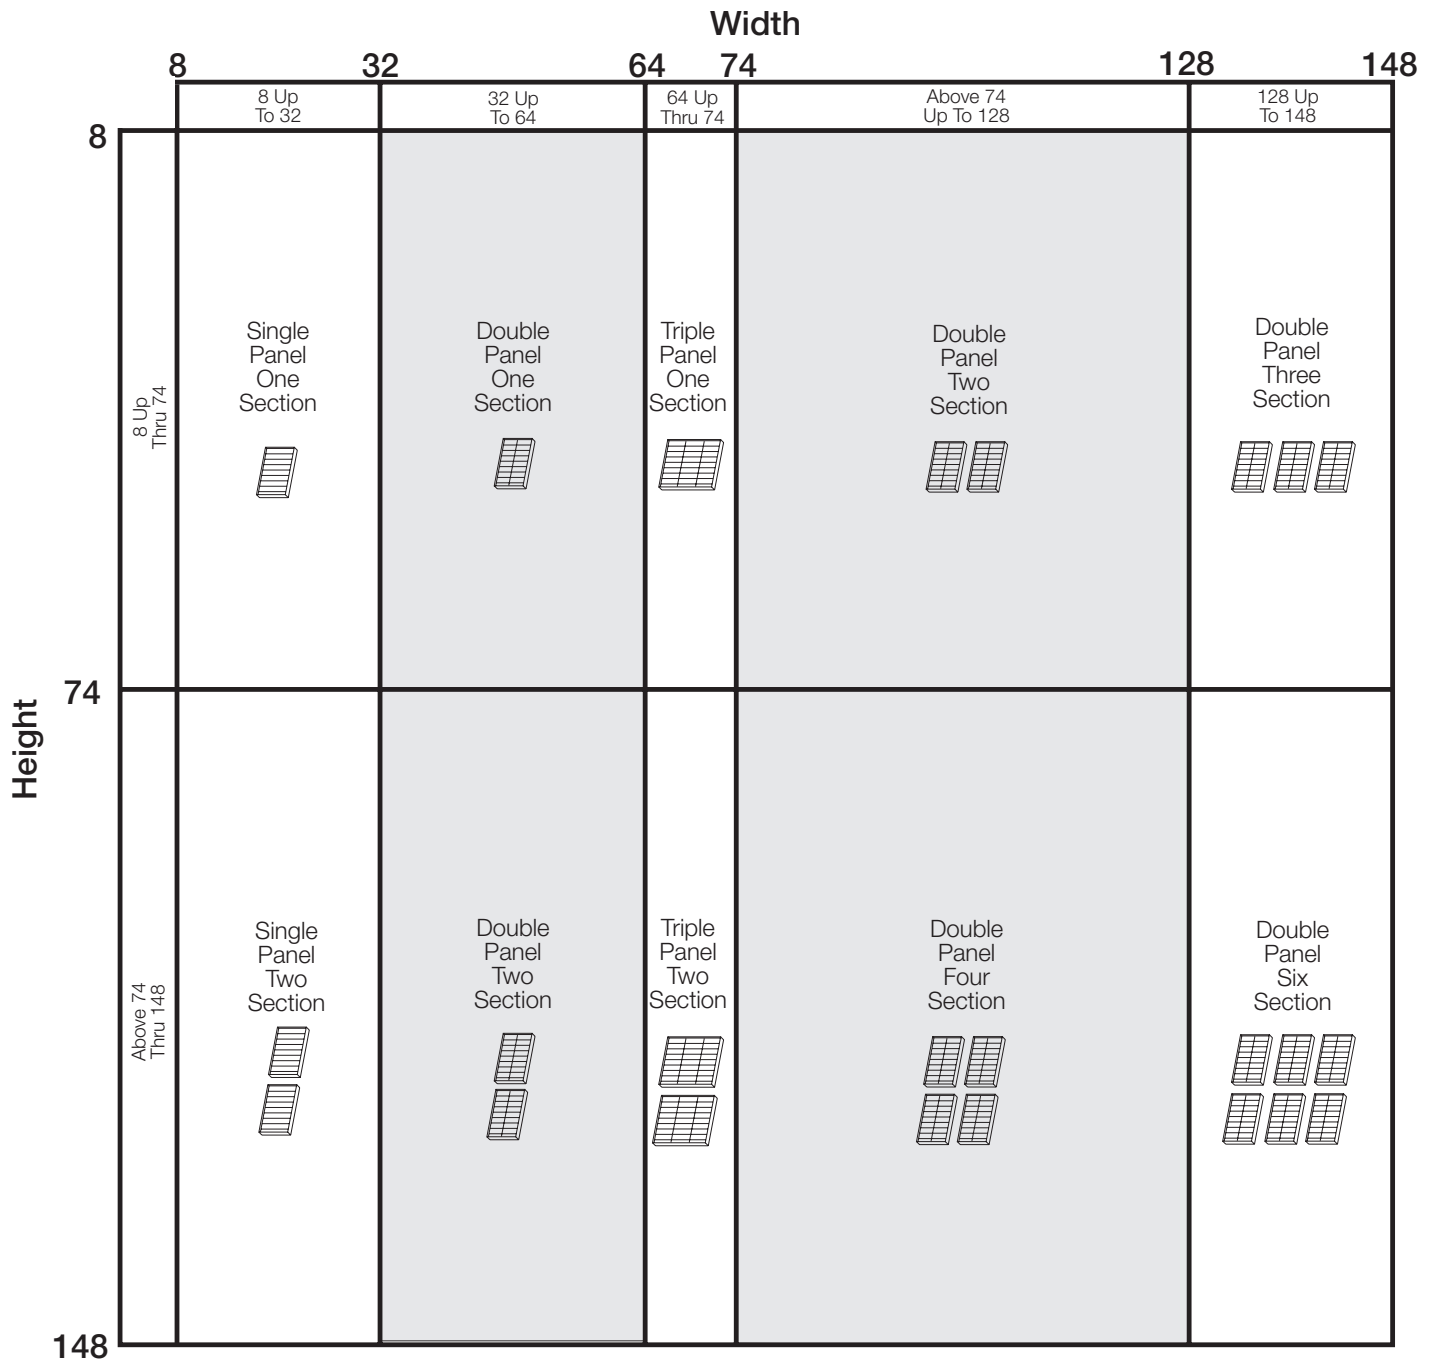 Width
8
32
64
74
128
148
8 Up
To 32
32 Up
To 64
64 Up
Thru 74
Above 74
Up To 128
128 Up
To 148
8
8 Up
Thru 74
Single
Panel
One
Section
Double
Panel
One
Section
Triple
Panel
One
Section
Double
Panel
Two
Section
Double
Panel
Three
Section
74
Height
Above 74
Thru 148
Single
Panel
Two
Section
Double
Panel
Two
Section
Triple
Panel
Two
Section
Double
Panel
Four
Section
Double
Panel
Six
Section
148